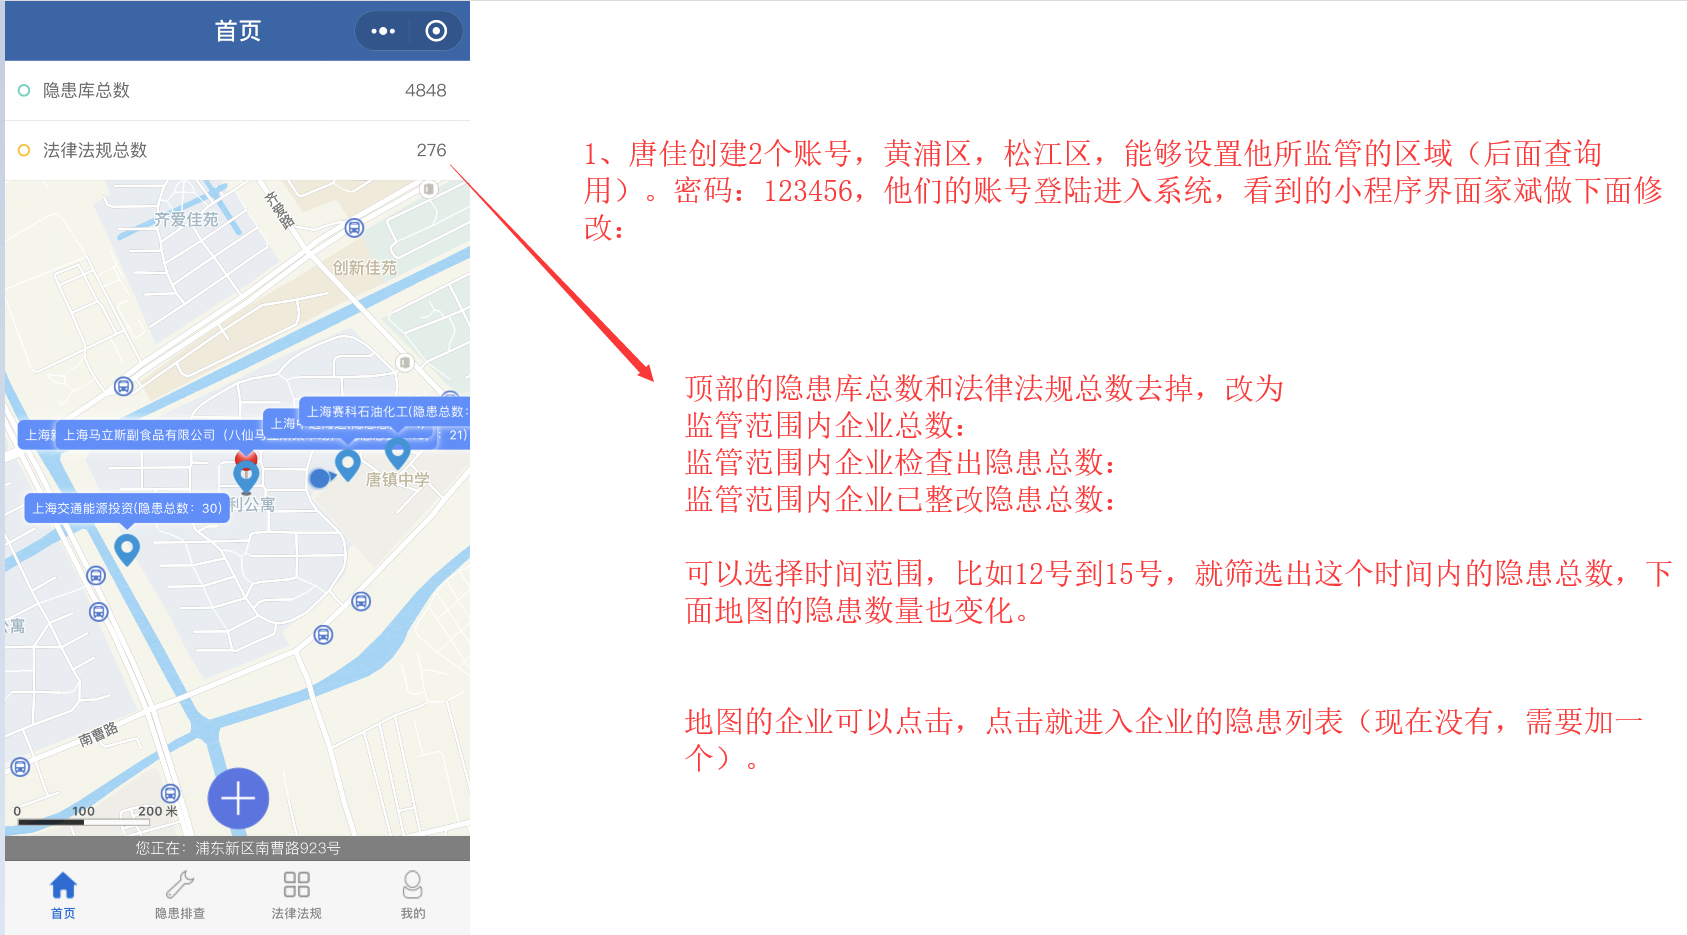 首页
隐患库总数 4848
法律法规总数 276
齐爱佳苑
齐爱路
创新佳苑
上海赛科石油化工(隐患总数:
上海
上海
上海马立斯副食品有限公司（八仙马
21)
唐镇中学
利公寓
上海交通能源投资(隐患总数：30)
公寓
南曹路
0 100 200 米
您正在：浦东新区南曹路923号
首页 隐患排查 法律法规 我的
1、唐佳创建2个账号，黄浦区，松江区，能够设置他所监管的区域（后面查询
用）。密码：123456，他们的账号登陆进入系统，看到的小程序界面家斌做下面修
改：
顶部的隐患库总数和法律法规总数去掉，改为
监管范围内企业总数：
监管范围内企业检查出隐患总数：
监管范围内企业已整改隐患总数：
可以选择时间范围，比如12号到15号，就筛选出这个时间内的隐患总数，下
面地图的隐患数量也变化。
地图的企业可以点击，点击就进入企业的隐患列表（现在没有，需要加一
个）。